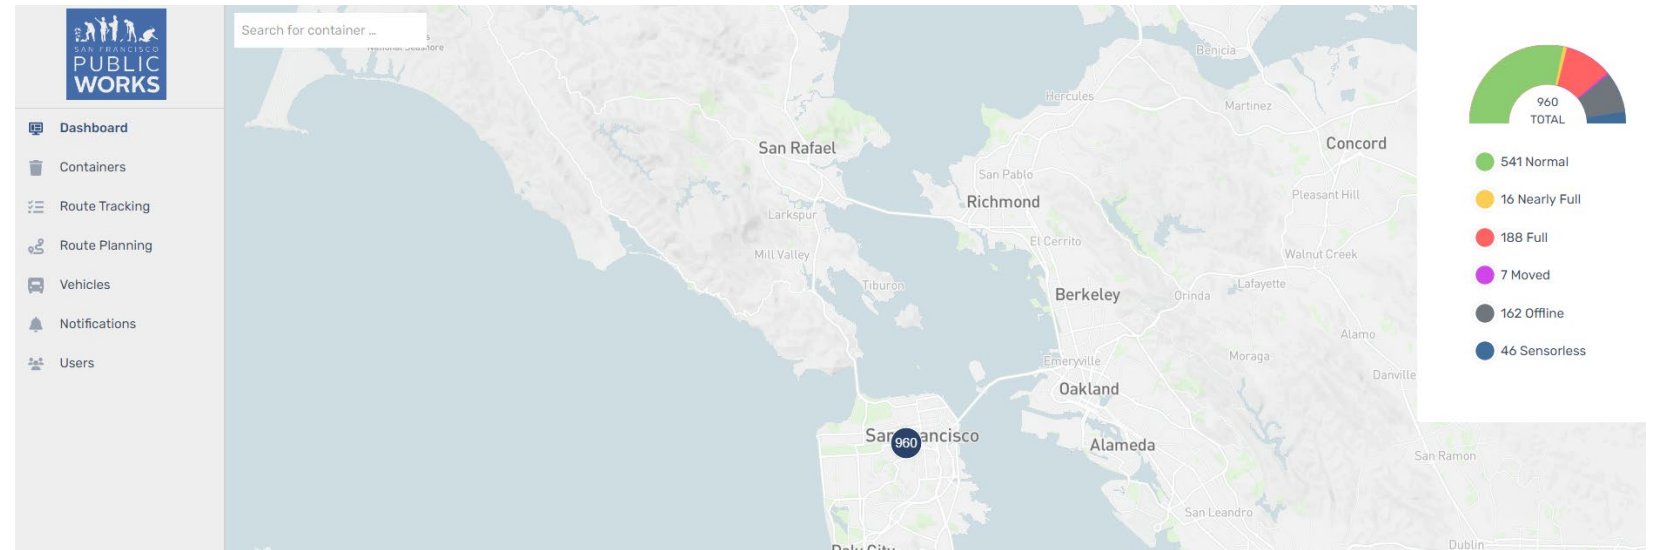 SAN FRANCISCO
PUBLIC
WORKS
Dashboard
Containers
Route Tracking
Route Planning
Vehicles
Notifications
Users
Search for container ...
Benicia
Hercules
Martinez
San Rafael
Concord
San Pablo
Pleasant Hill
Richmond
Larkspur
El Cerrito
Mill Valley
Walnut Creek
Tiburon
Lafayette
Berkeley
Orinda
Alamo
Moraga
Emeryville
Danville
Oakland
960
Alameda
San Ramon
San Leandro
Dublin
Daly City
960
TOTAL
541 Normal
16 Nearly Full
188 Full
7 Moved
162 Offline
46 Sensorless